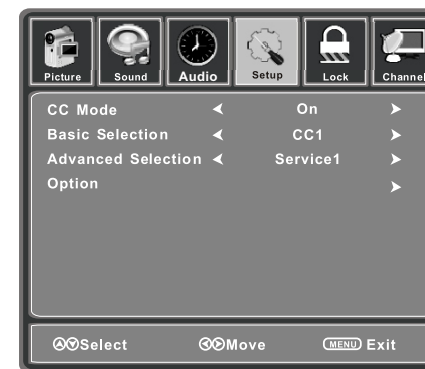 Picture Sound Audio Setup Lock Channel
CC Mode On
Basic Selection CC1
Advanced Selection Service1
Option
Select Move MENU Exit